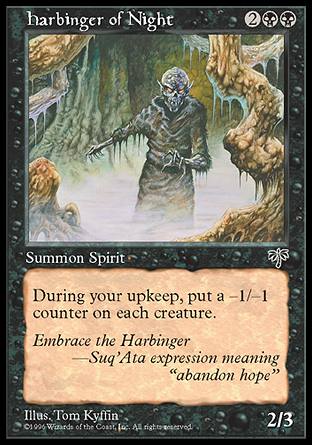 Harbinger of Night 2
Summon Spirit
During your upkeep, put a –1/–1
counter on each creature.
Embrace the Harbinger
—Suq'Ata expression meaning
"abandon hope"
Illus. Tom Kyffin
©1996 Wizards of the Coast, Inc. All rights reserved.
2/3